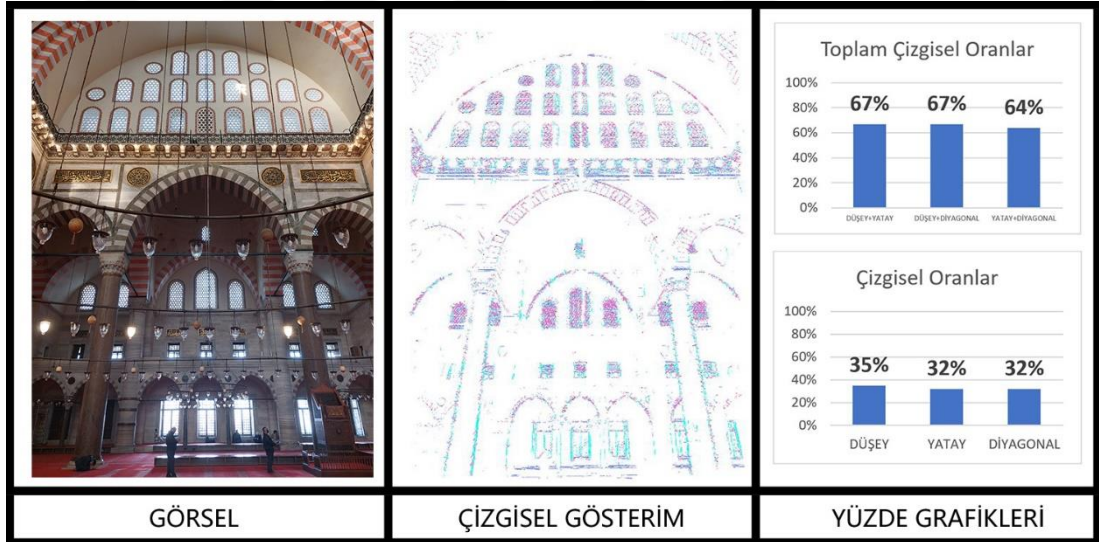 Toplam Çizgisel Oranlar
100%
80%
60%
40%
20%
0%
67% 67% 64%
DÜŞEY+YATAY DÜŞEY+DİYAGONAL YATAY+DİYAGONAL
Çizgisel Oranlar
100%
80%
60%
40%
20%
0%
35% 32% 32%
DÜŞEY YATAY DİYAGONAL
GÖRSEL ÇİZGİSEL GÖSTERİM YÜZDE GRAFİKLERİ